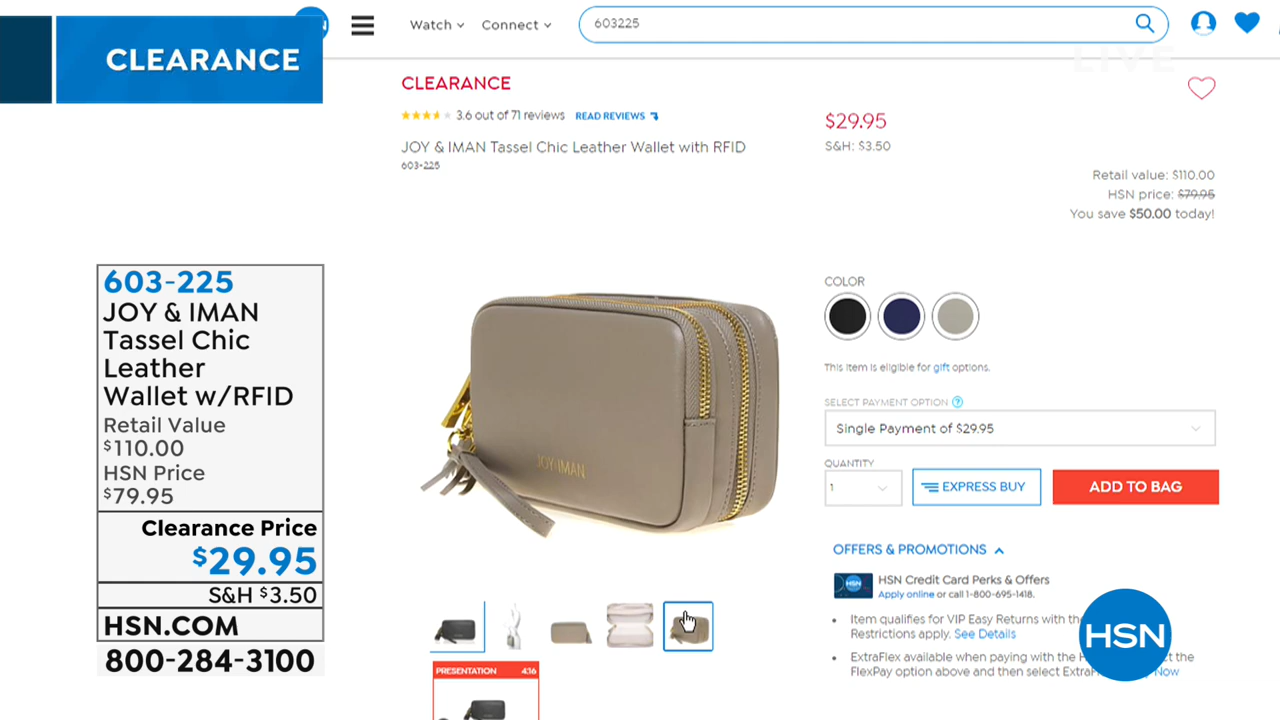 CLEARANCE
603-225
JOY & IMAN
Tassel Chic
Leather
Wallet w/RFID
Retail Value
$110.00
HSN Price
$79.95
Clearance Price
$29.95
S&H $3.50
HSN.COM
800-284-3100
Watch
Connect
603225
LIVE
CLEARANCE
3.6 out of 71 reviews READ REVIEWS
JOY & IMAN Tassel Chic Leather Wallet with RFID
603-225
$29.95
S&H: $3.50
Retail value: $110.00
HSN price: $79.95
You save $50.00 today!
JOY&IMAN
PRESENTATION 4:16
COLOR
This item is eligible for gift options.
SELECT PAYMENT OPTION ?
Single Payment of $29.95
QUANTITY
1
EXPRESS BUY
ADD TO BAG
OFFERS & PROMOTIONS
HSN
HSN Credit Card Perks & Offers
Apply online or call 1-800-695-1418.
Item qualifies for VIP Easy Returns with the
Restrictions apply. See Details
ExtraFlex available when paying with the H ct the
FlexPay option above and then select Extra Now
HSN